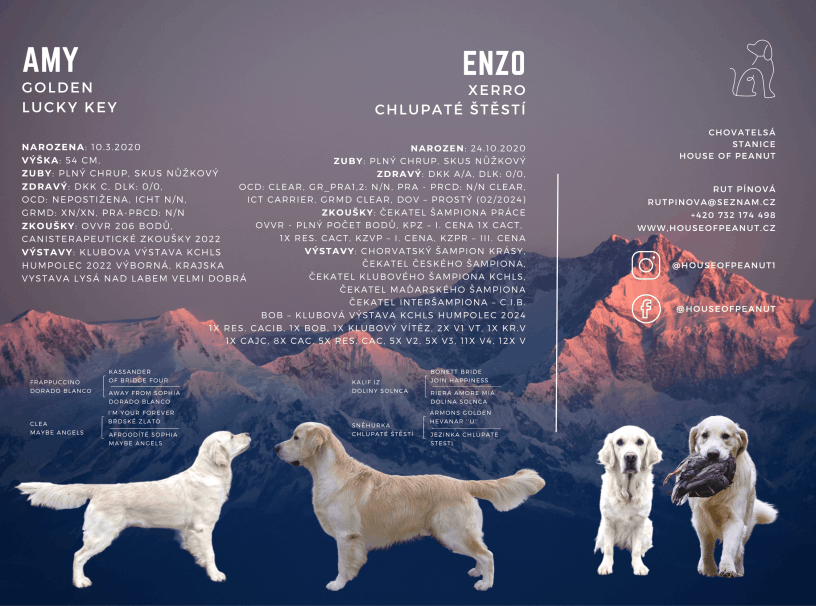 AMY
GOLDEN
LUCKY KEY
NAROZENA: 10.3.2020
VÝŠKA: 54 CM,
ZUBY: PLNÝ CHRUP, SKUS NŮŽKOVÝ
ZDRAVÝ: DKK C, DLK: 0/0,
OCD: NEPOSTIŽENA, ICHT N/N,
GRMD: XN/XN, PRA-PRCD: N/N
ZKOUŠKY: OVVR 206 BODŮ,
CANISTERAPEUTICKÉ ZKOUŠKY 2022
VÝSTAVY: KLUBOVA VÝSTAVA KCHLS
HUMPOLEC 2022 VÝBORNÁ, KRAJSKA
VYSTAVA LYSÁ NAD LABEM VELMI DOBRÁ
FRAPPUCCINO
DORADO BLANCO
KASSANDER
OF BRIDGE FOUR
AWAY FROM SOPHIA
DORADO BLANCO
CLEA
MAYBE ANGELS
I'M YOUR FOREVER
BRDSKÉ ZLATO
AFROODÍTÉ SOPHIA
MAYBE ANGELS
ENZO
XERRO
CHLUPATÉ ŠTĚSTÍ
NAROZEN: 24.10.2020
ZUBY: PLNÝ CHRUP, SKUS NŮŽKOVÝ
ZDRAVÝ: DKK A/A, DLK: 0/0,
OCD: CLEAR, GR_PRA1,2: N/N, PRA - PRCD: N/N CLEAR,
ICT CARRIER, GRMD CLEAR, DOV – PROSTÝ (02/2024)
ZKOUŠKY: ČEKATEL ŠAMPIONA PRÁCE
OVVR - PLNÝ POČET BODŮ, KPZ – I. CENA 1X CACT,
1X RES. CACT, KZVP – I. CENA, KZPR – III. CENA
VÝSTAVY: CHORVATSKÝ ŠAMPION KRÁSY,
ČEKATEL ČESKÉHO ŠAMPIONA,
ČEKATEL KLUBOVÉHO ŠAMPIONA KCHLS,
ČEKATEL MAĎARSKÉHO ŠAMPIONA
ČEKATEL INTERŠAMPIONA – C.I.B.
BOB – KLUBOVÁ VÝSTAVA KCHLS HUMPOLEC 2024
1X RES. CACIB, 1X BOB, 1X KLUBOVÝ VÍTĚZ, 2X V1 VT, 1X KR.V
1X CAJC, 8X CAC, 5X RES. CAC, 5X V2, 5X V3, 11X V4, 12X V
KALIF IZ
DOLINY SOLNCA
BONETT BRIDE
JOIN HAPPINESS
RIERA AMORE MIA
DOLINA SOLNCA
SNĚHURKA
CHLUPATÉ ŠTĚSTÍ
ARMONS GOLDEN
HEVANAR ''U''
JEZINKA CHLUPATE
STESTI
CHOVATELSÁ
STANICE
HOUSE OF PEANUT
RUT PÍNOVÁ
RUTPINOVA@SEZNAM.CZ
+420 732 174 498
WWW.HOUSEOFPEANUT.CZ
@HOUSEOFPEANUT1
@HOUSEOFPEANUT